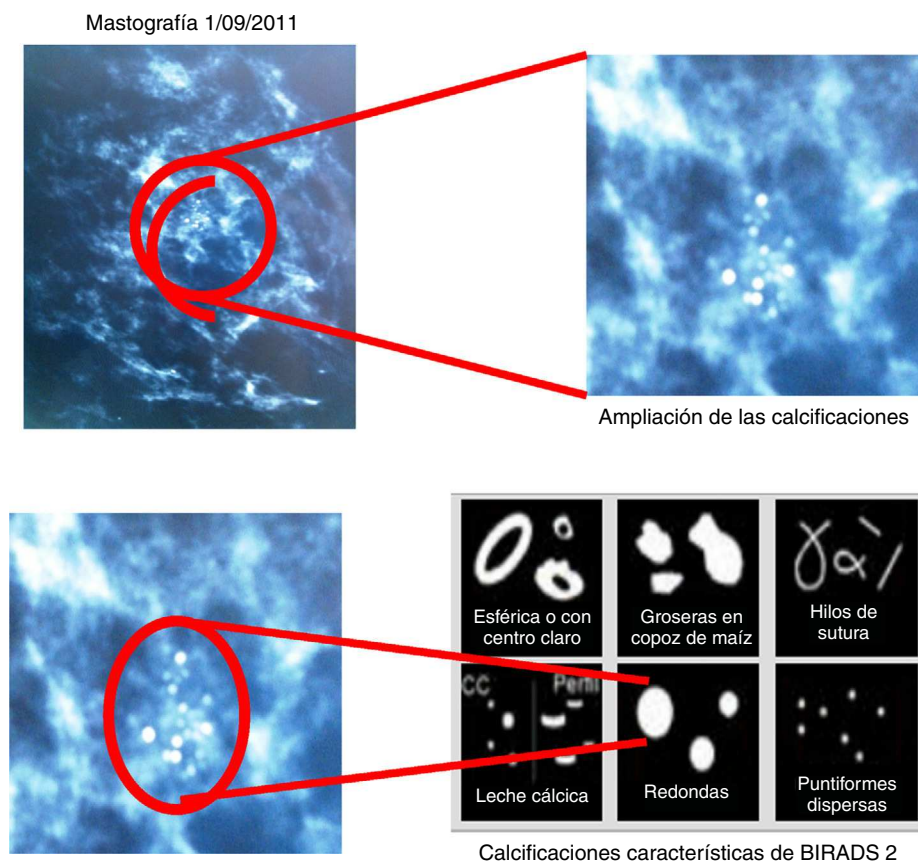 Mastografía 1/09/2011
Ampliación de las calcificaciones
Esférica o con
centro claro
Groseras en
copoz de maíz
Hilos de
sutura
CC
Perfil
Leche cálcica
Redondas
Puntiformes
dispersas
Calcificaciones características de BIRADS 2